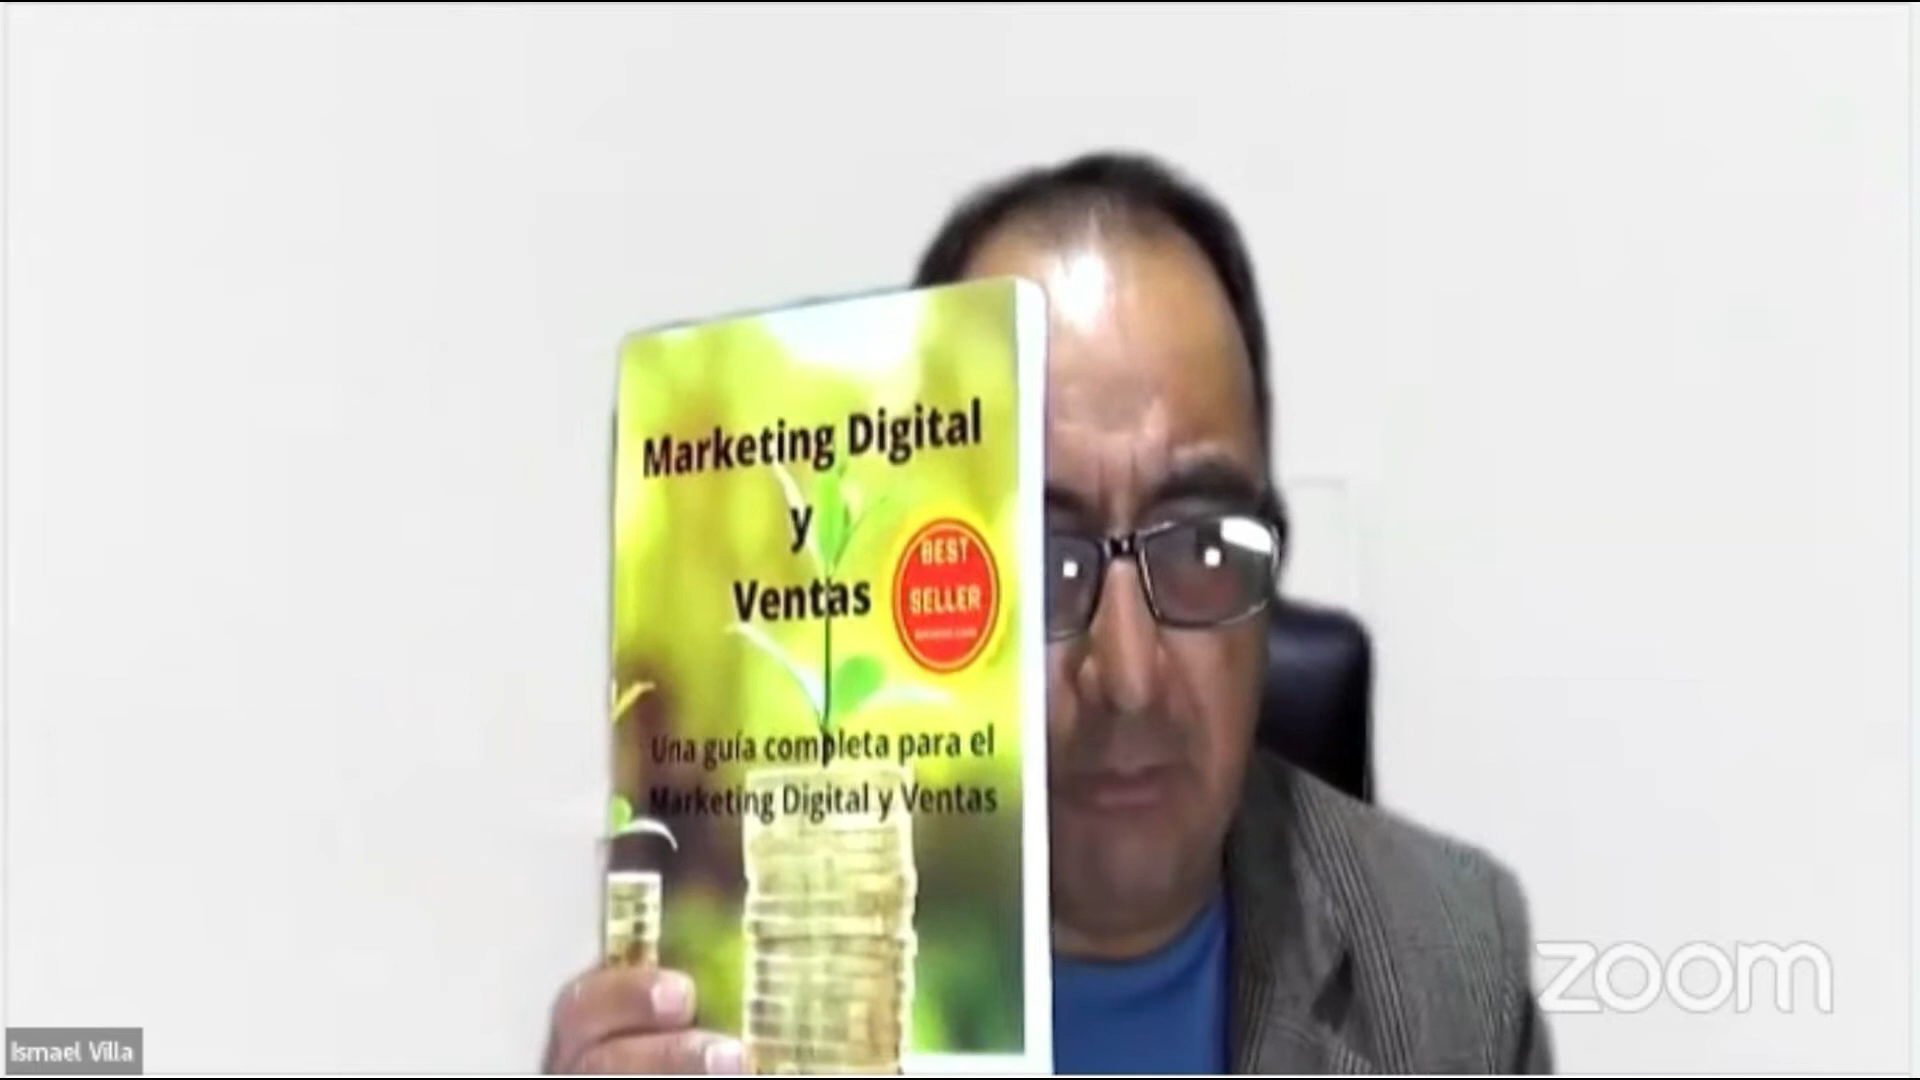 Marketing Digital
y
Ventas
BEST
SELLER
Una guía completa para el
Marketing Digital y Ventas
zoom
Ismael Villa